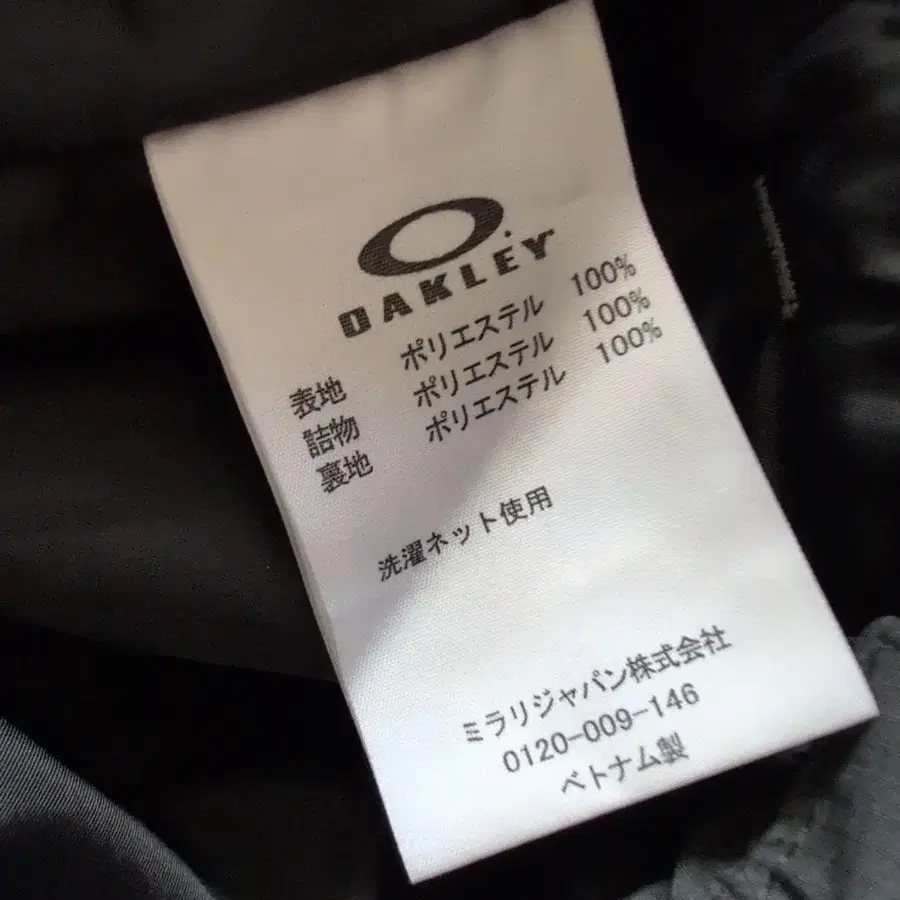 OAKLEY
表地 ポリエステル 100%
詰物 ポリエステル 100%
裏地 ポリエステル 100%
洗濯ネット使用
ミラリジャパン株式会社
0120-009-146
ベトナム製